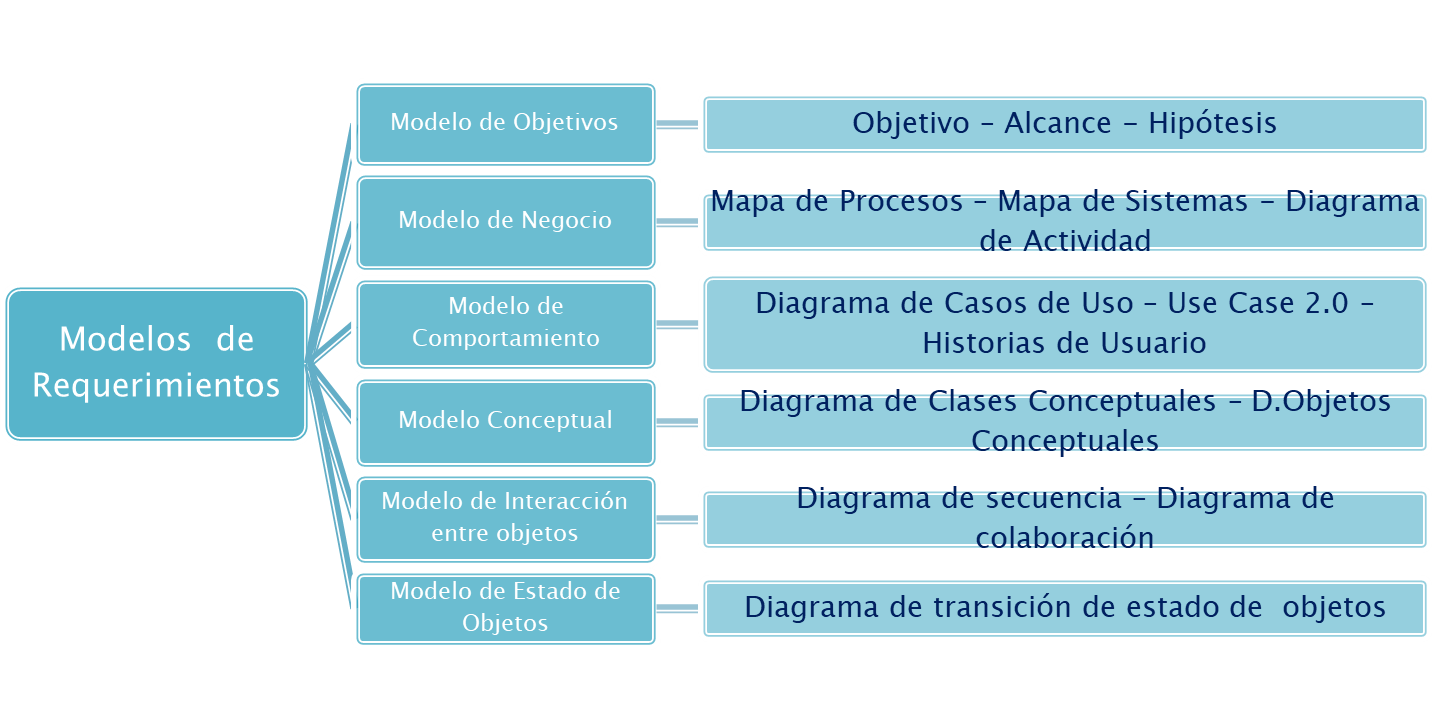 Modelos de
Requerimientos
Modelo de Objetivos
Objetivo – Alcance – Hipótesis
Modelo de Negocio
Mapa de Procesos – Mapa de Sistemas – Diagrama
de Actividad
Modelo de
Comportamiento
Diagrama de Casos de Uso – Use Case 2.0 –
Historias de Usuario
Modelo Conceptual
Diagrama de Clases Conceptuales – D.Objetos
Conceptuales
Modelo de Interacción
entre objetos
Diagrama de secuencia – Diagrama de
colaboración
Modelo de Estado de
Objetos
Diagrama de transición de estado de objetos